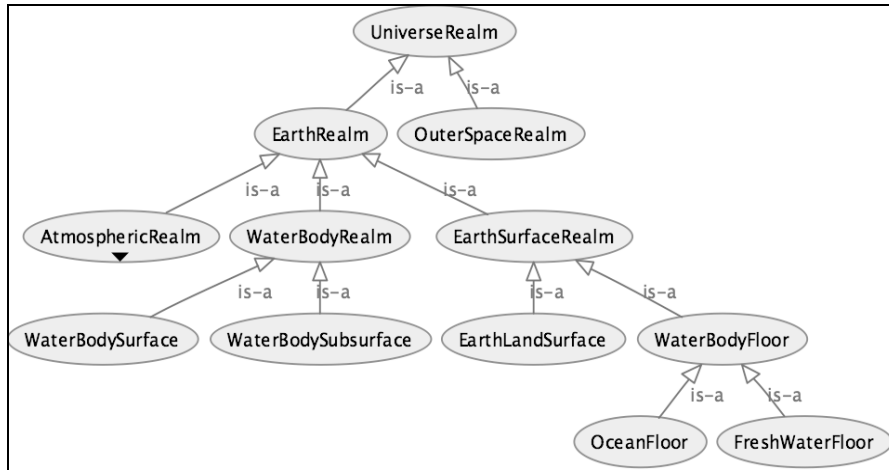 UniverseRealm
is-a is-a
EarthRealm OuterSpaceRealm
is-a is-a is-a
AtmosphericRealm WaterBodyRealm EarthSurfaceRealm
is-a is-a is-a is-a
WaterBodySurface WaterBodySubsurface EarthLandSurface WaterBodyFloor
is-a is-a
OceanFloor FreshWaterFloor